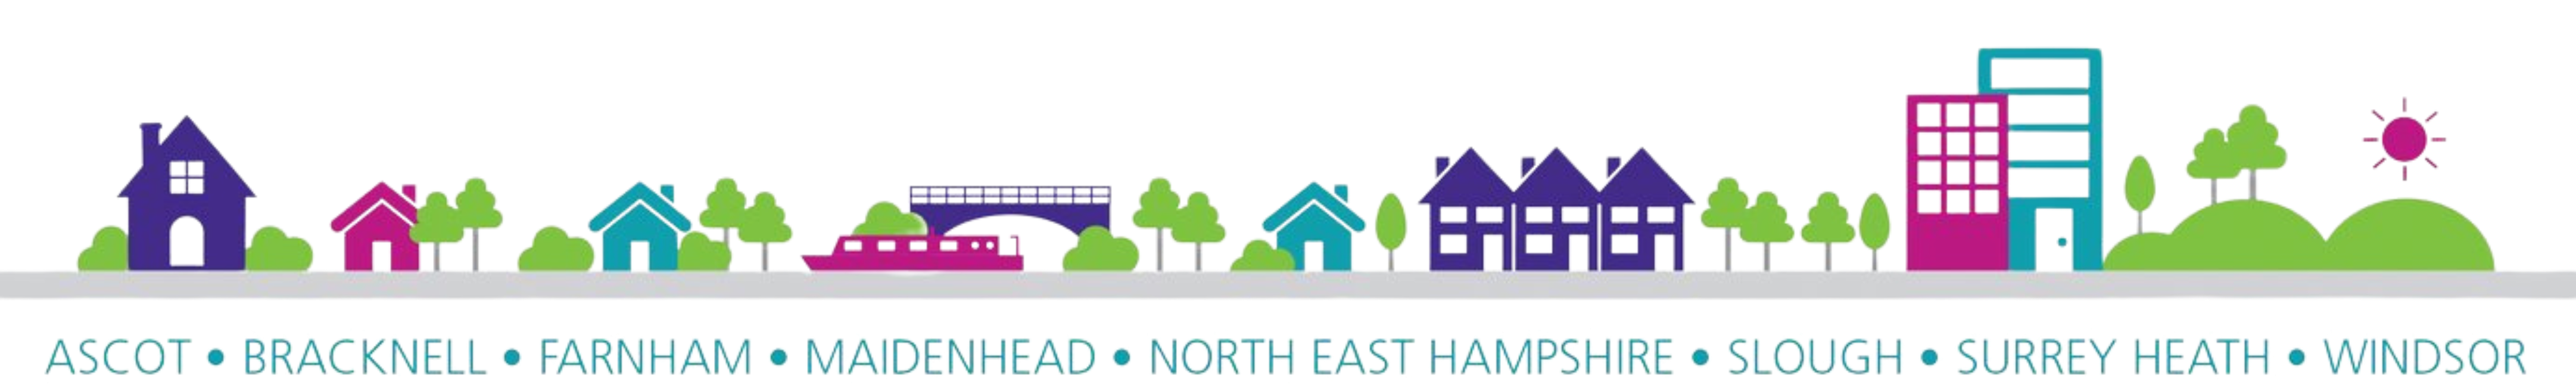 ASCOT • BRACKNELL • FARNHAM • MAIDENHEAD • NORTH EAST HAMPSHIRE • SLOUGH • SURREY HEATH • WINDSOR